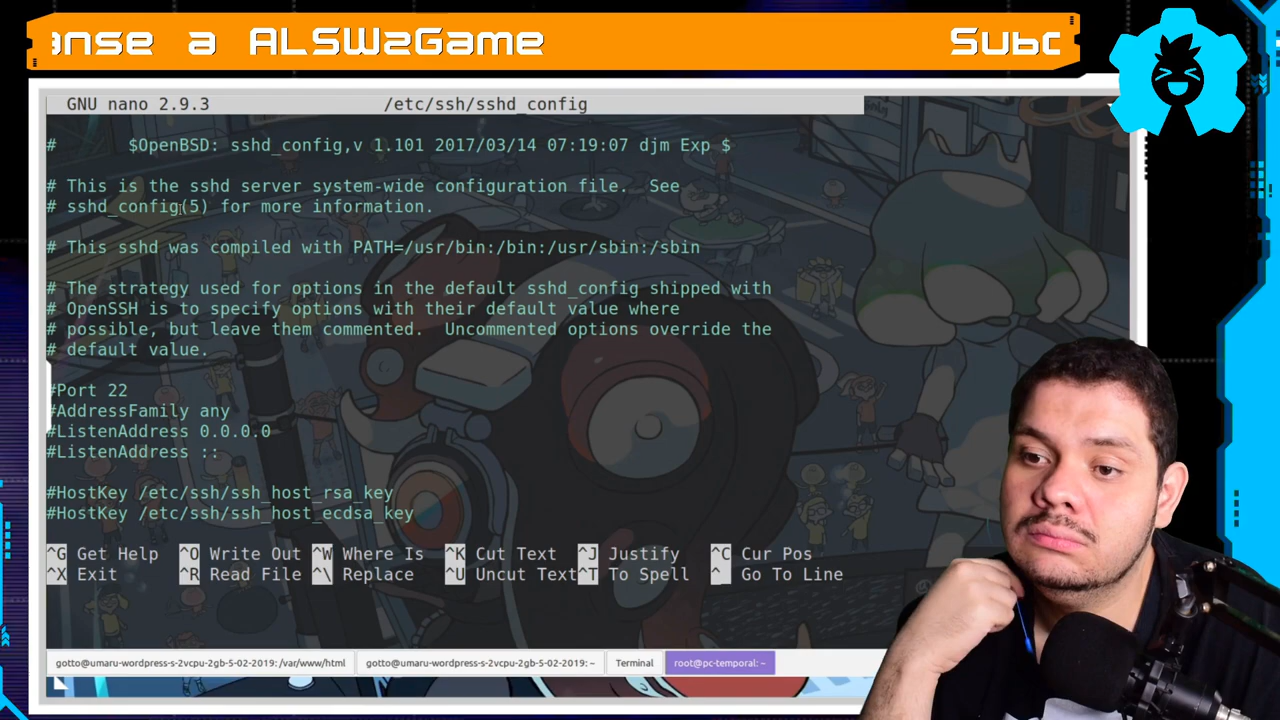 anse a ALSW2Game
Subc
GNU nano 2.9.3 /etc/ssh/sshd_config
# $OpenBSD: sshd_config,v 1.101 2017/03/14 07:19:07 djm Exp $
# This is the sshd server system-wide configuration file. See
# sshd_config(5) for more information.
# This sshd was compiled with PATH=/usr/bin:/bin:/usr/sbin:/sbin
# The strategy used for options in the default sshd_config shipped with
# OpenSSH is to specify options with their default value where
# possible, but leave them commented. Uncommented options override the
# default value.
#Port 22
#AddressFamily any
#ListenAddress 0.0.0.0
#ListenAddress ::
#HostKey /etc/ssh/ssh_host_rsa_key
#HostKey /etc/ssh/ssh_host_ecdsa_key
^G Get Help ^O Write Out ^W Where Is ^K Cut Text ^J Justify ^C Cur Pos
^X Exit ^R Read File ^\ Replace ^U Uncut Text ^T To Spell ^_ Go To Line
gotto@umaru-wordpress-s-2vcpu-2gb-5-02-2019: /var/www/html
gotto@umaru-wordpress-s-2vcpu-2gb-5-02-2019: ~
Terminal
root@pc-temporal: ~